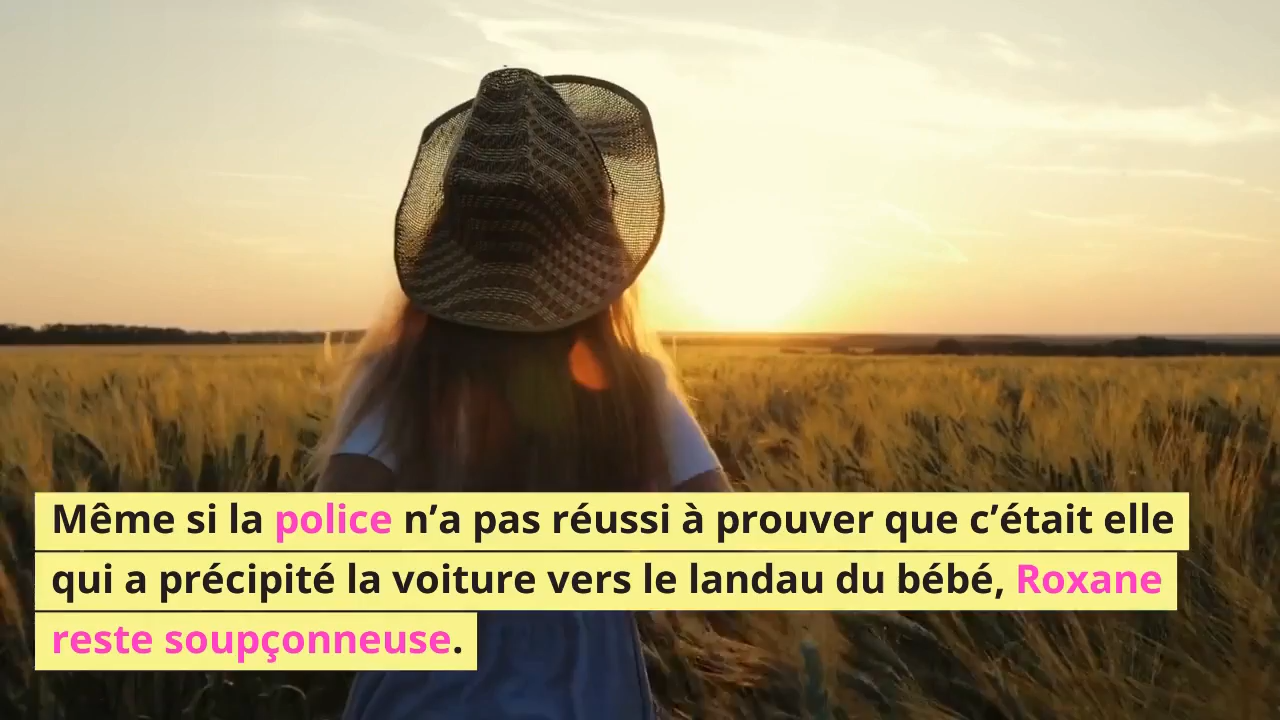 Même si la police n’a pas réussi à prouver que c’était elle
qui a précipité la voiture vers le landau du bébé, Roxane
reste soupçonneuse.